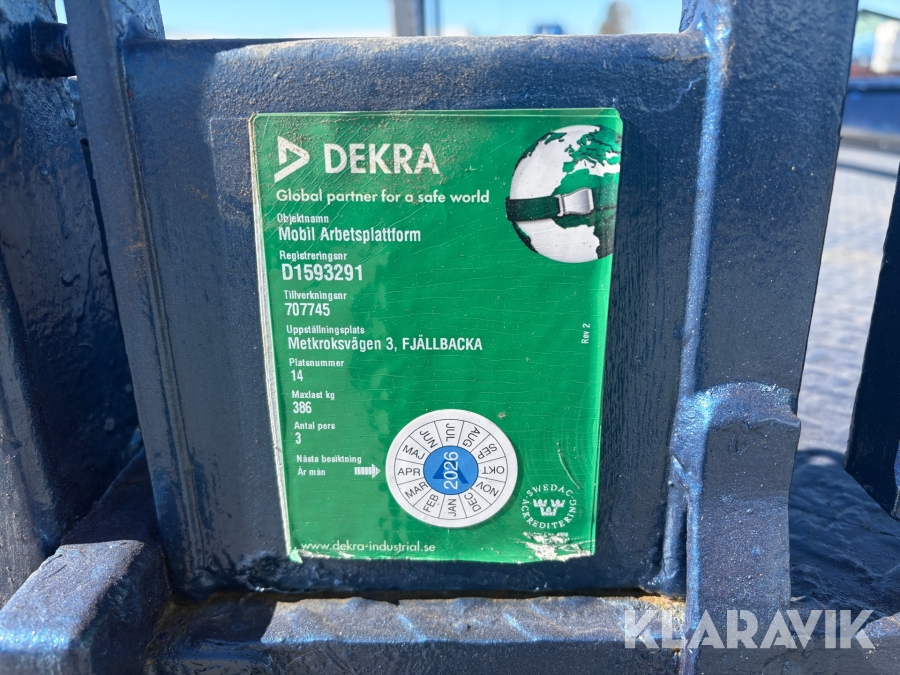 DEKRA
Global partner for a safe world
Objektnamn
Mobil Arbetsplattform
Registreringsnr
D1593291
Tillverkningsnr
707745
Uppställningsplats
Metkroksvägen 3, FJÄLLBACKA
Platsnummer
14
Maxlast kg
386
Antal pers
3
Nästa besiktning
År mån
2026
JAN
FEB
MAR
APR
MAJ
JUN
JUL
AUG
SEP
OKT
NOV
DEC
Rev 2
SWEDAC
ACKREDITERING
www.dekra-industrial.se
KLARAVIK